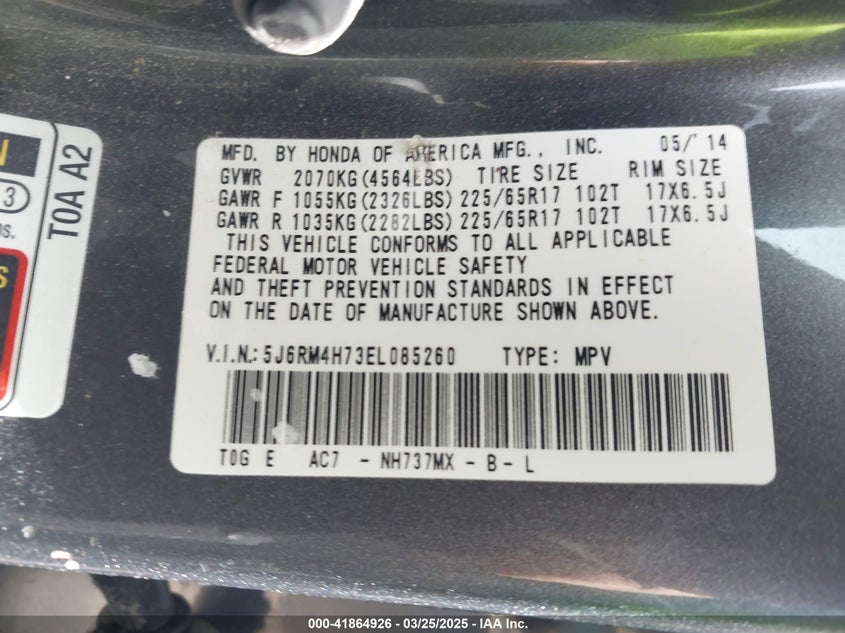 MFD. BY HONDA OF AMERICA MFG., INC. 05/'14
GVWR 2070KG(4564LBS) TIRE SIZE RIM SIZE
GAWR F 1055KG(2326LBS) 225/65R17 102T 17X6.5J
GAWR R 1035KG(2282LBS) 225/65R17 102T 17X6.5J
THIS VEHICLE CONFORMS TO ALL APPLICABLE
FEDERAL MOTOR VEHICLE SAFETY
AND THEFT PREVENTION STANDARDS IN EFFECT
ON THE DATE OF MANUFACTURE SHOWN ABOVE.
V.I.N.: 5J6RM4H73EL085260 TYPE: MPV
T0G E AC7 - NH737MX - B - L
T0A A2
3
000-41864926 - 03/25/2025 - IAA Inc.